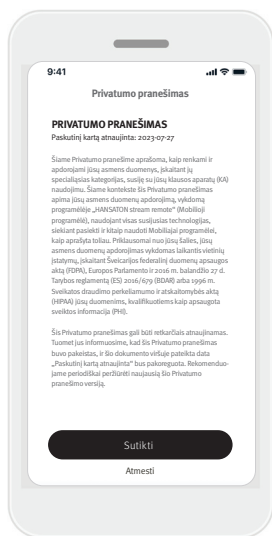 9:41
Privatumo pranešimas
PRIVATUMO PRANEŠIMAS
Paskutinį kartą atnaujinta: 2023-07-27
Šiame Privatumo pranešime aprašoma, kaip renkami ir
apdorojami jūsų asmens duomenys, įskaitant jų
specialiąsias kategorijas, susiję su jūsų klausos aparatų (KA)
naudojimu. Šiame kontekste šis Privatumo pranešimas
apima jūsų asmens duomenų apdorojimą, vykdomą
programėlėje „HANSATON stream remote“ (Mobilioji
programėlė), naudojant visas susijusias technologijas,
siekiant pasiekti ir kitaip naudoti Mobiliajai programėlei,
kaip aprašyta toliau. Priklausomai nuo jūsų šalies, jūsų
asmens duomenų apdorojimas vykdomas laikantis vietinių
įstatymų, įskaitant Šveicarijos federalinį duomenų apsaugos
aktą (FDPA), Europos Parlamento ir 2016 m. balandžio 27 d.
Tarybos reglamentą (ES) 2016/679 (BDAR) arba 1996 m.
Sveikatos draudimo perkeliamumo ir atskaitomybės aktą
(HIPAA) jūsų duomenims, kvalifikuotiems kaip apsaugota
sveiktos informacija (PHI).
Šis Privatumo pranešimas gali būti retkarčiais atnaujinamas.
Tuomet jus informuosime, kad šis Privatumo pranešimas
buvo pakeistas, ir šio dokumento viršuje pateikta data
„Paskutinį kartą atnaujinta“ bus pakoreguota. Rekomenduo-
jame periodiškai peržiūrėti naujausią šio Privatumo
pranešimo versiją.
Sutikti
Atmesti